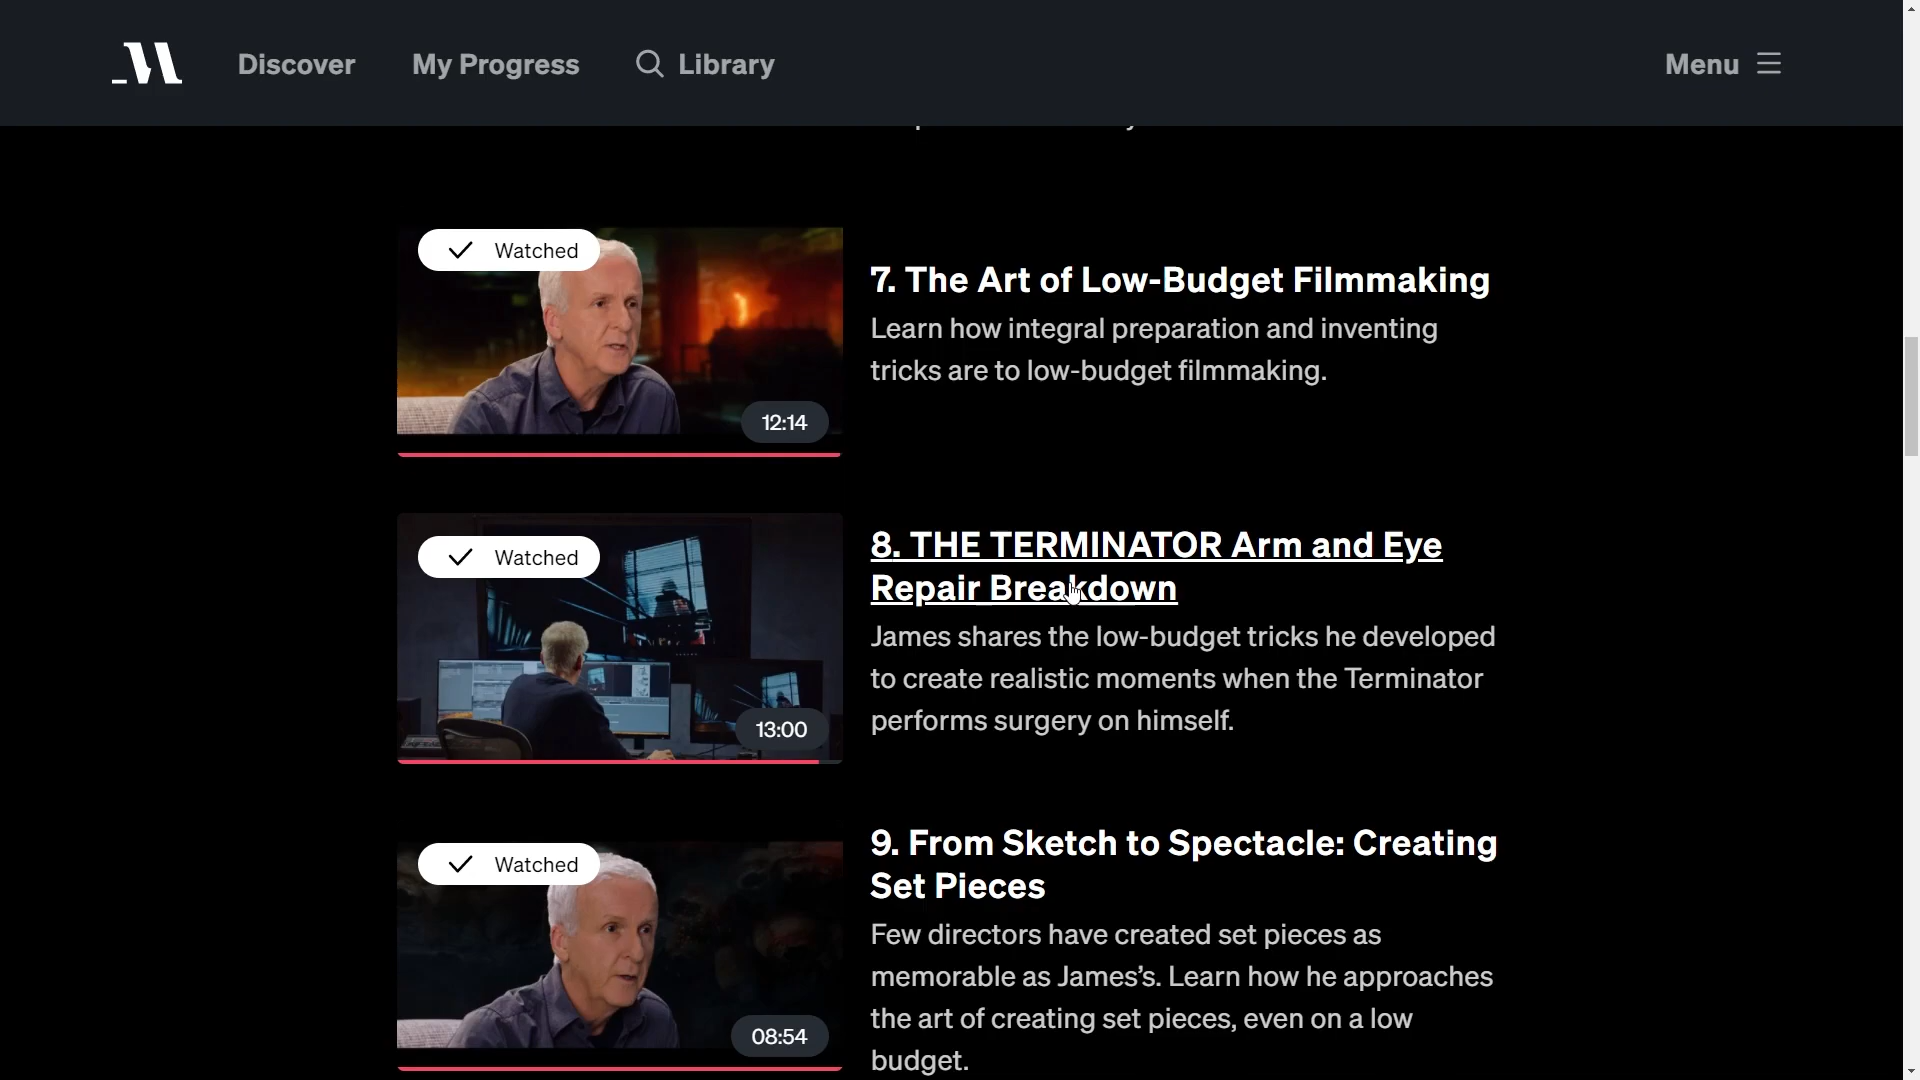 Discover
My Progress
Library
Menu
Watched
12:14
7. The Art of Low-Budget Filmmaking
Learn how integral preparation and inventing
tricks are to low-budget filmmaking.
Watched
13:00
8. THE TERMINATOR Arm and Eye
Repair Breakdown
James shares the low-budget tricks he developed
to create realistic moments when the Terminator
performs surgery on himself.
Watched
08:54
9. From Sketch to Spectacle: Creating
Set Pieces
Few directors have created set pieces as
memorable as James’s. Learn how he approaches
the art of creating set pieces, even on a low
budget.